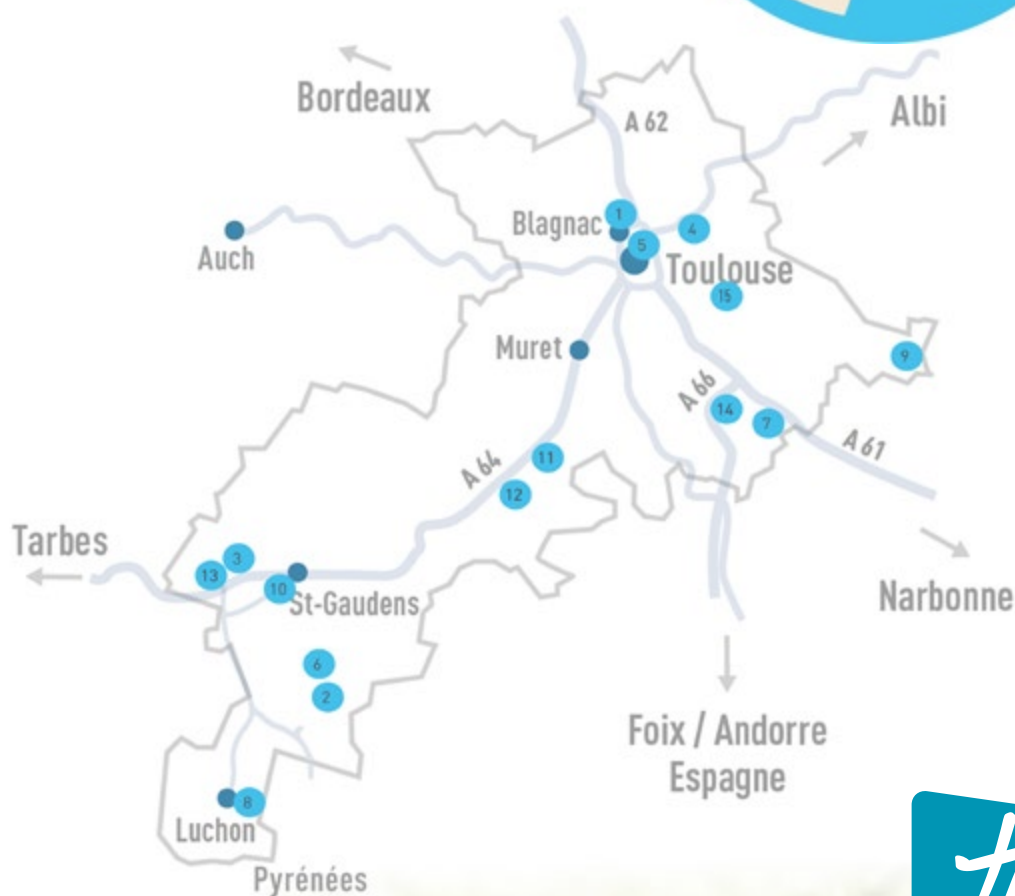 Bordeaux
A 62
Albi
1
Blagnac
4
5
Auch
Toulouse
15
Muret
9
A 66
14
7
A 61
11
A 64
12
Tarbes
3
13
10
St-Gaudens
Narbonne
6
2
Foix / Andorre
Espagne
8
Luchon
Pyrénées